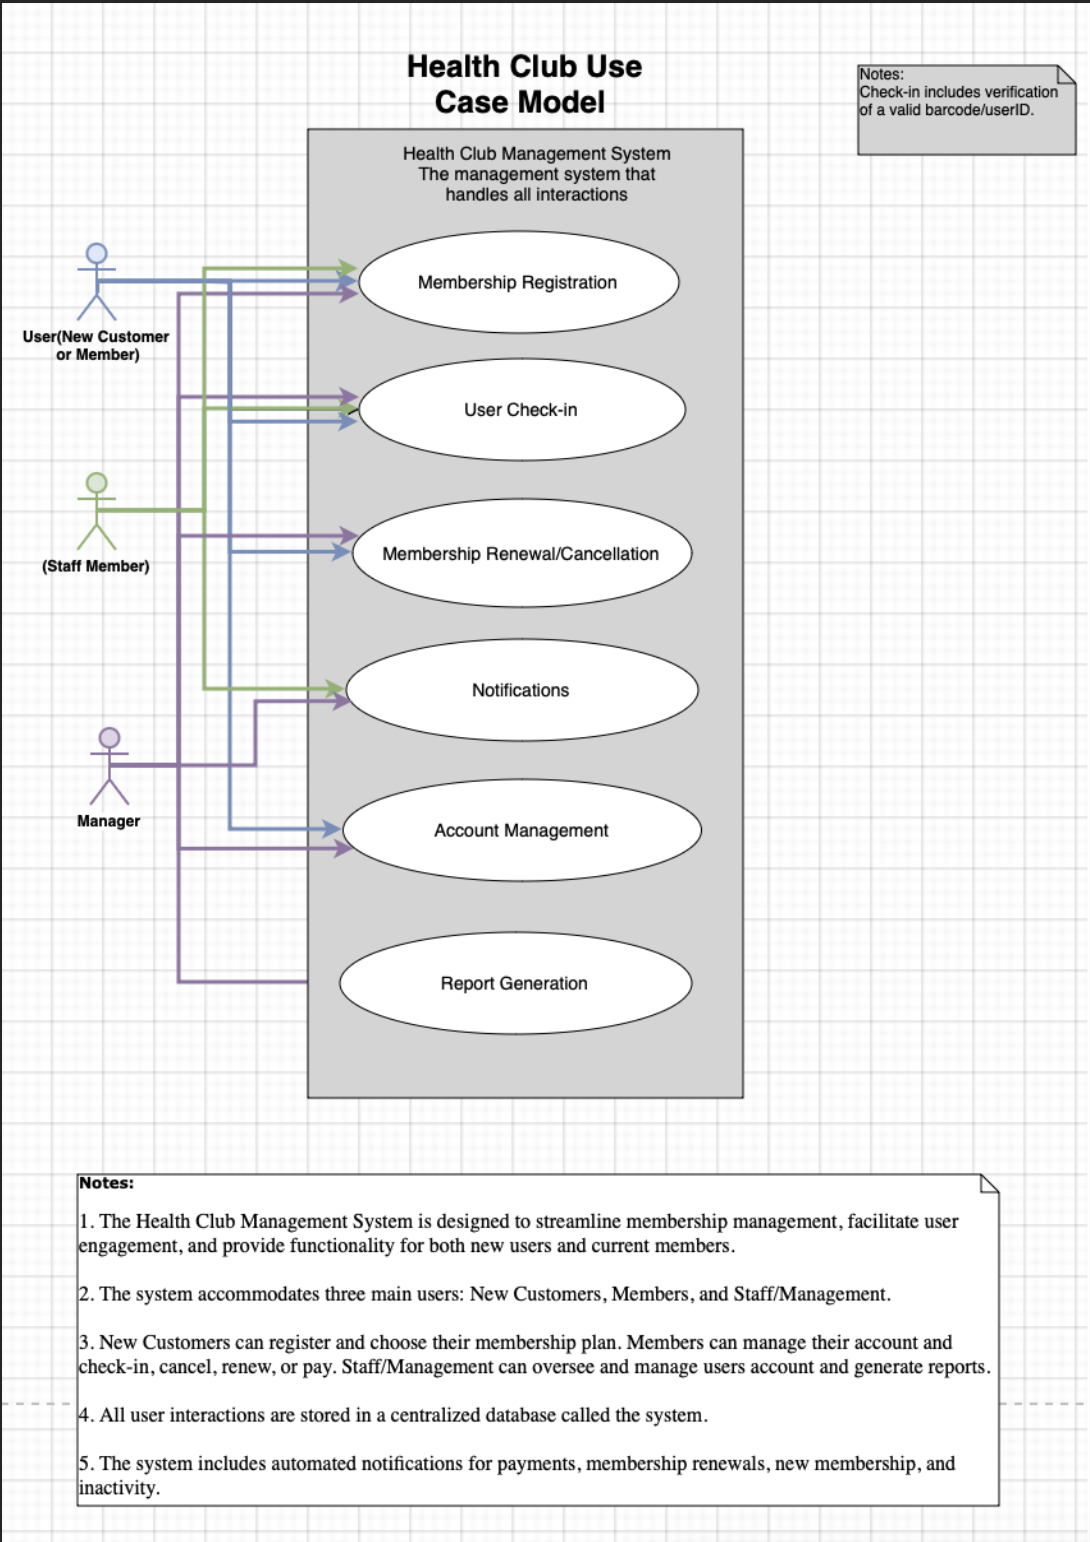 Health Club Use
Case Model
Notes:
Check-in includes verification
of a valid barcode/userID.
Health Club Management System
The management system that
handles all interactions
Membership Registration
User(New Customer
or Member)
User Check-in
Membership Renewal/Cancellation
(Staff Member)
Notifications
Manager
Account Management
Report Generation
Notes:
1. The Health Club Management System is designed to streamline membership management, facilitate user
engagement, and provide functionality for both new users and current members.
2. The system accommodates three main users: New Customers, Members, and Staff/Management.
3. New Customers can register and choose their membership plan. Members can manage their account and
check-in, cancel, renew, or pay. Staff/Management can oversee and manage users account and generate reports.
4. All user interactions are stored in a centralized database called the system.
5. The system includes automated notifications for payments, membership renewals, new membership, and
inactivity.